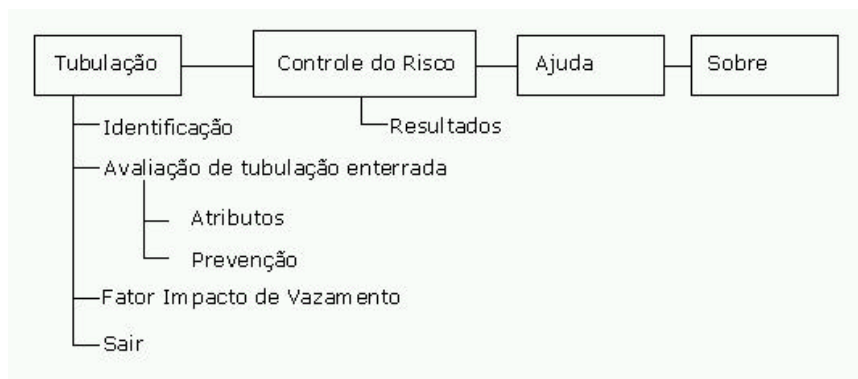 Tubulação Controle do Risco Ajuda Sobre
Identificação Resultados
Avaliação de tubulação enterrada
Atributos
Prevenção
Fator Impacto de Vazamento
Sair